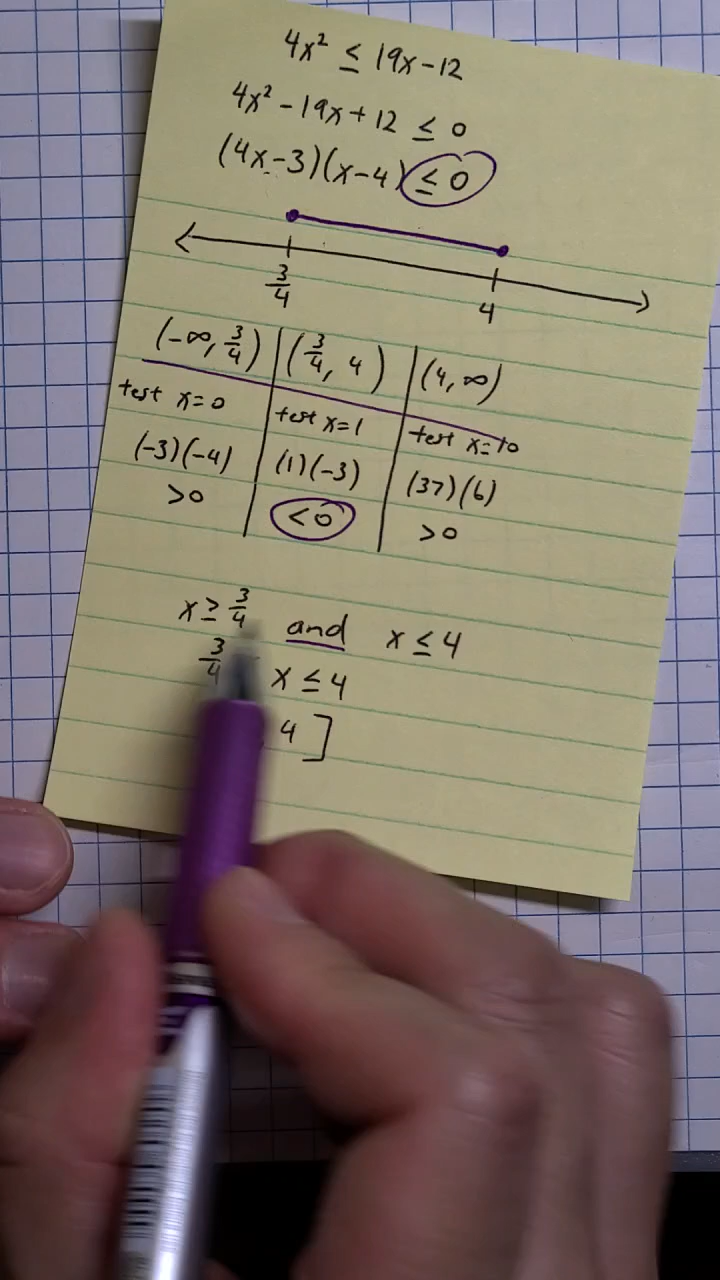 4x² ≤ 19x - 12
4x² - 19x + 12 ≤ 0
(4x - 3)(x - 4) ≤ 0
3/4 4
(-∞, 3/4) (3/4, 4) (4, ∞)
test x=0 test x=1 test x=10
(-3)(-4) (1)(-3) (37)(6)
>0 <0 >0
x ≥ 3/4 and x ≤ 4
3/4 x ≤ 4
4]